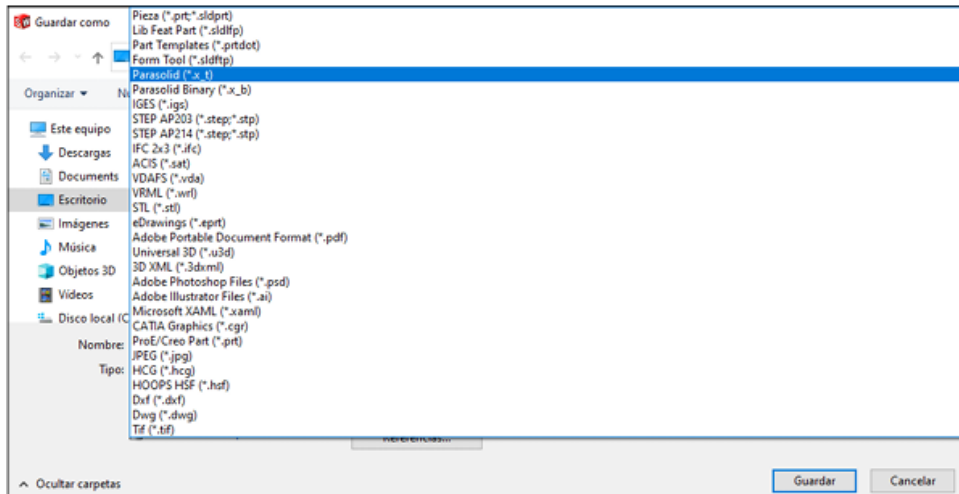 Guardar como
Organizar
Este equipo
Descargas
Documents
Escritorio
Imágenes
Música
Objetos 3D
Vídeos
Disco local (C
Nombre:
Tipo:
Pieza (*.prt;*.sldprt)
Lib Feat Part (*.sldlfp)
Part Templates (*.prtdot)
Form Tool (*.sldftp)
Parasolid (*.x_t)
Parasolid Binary (*.x_b)
IGES (*.igs)
STEP AP203 (*.step;*.stp)
STEP AP214 (*.step;*.stp)
IFC 2x3 (*.ifc)
ACIS (*.sat)
VDAFS (*.vda)
VRML (*.wrl)
STL (*.stl)
eDrawings (*.eprt)
Adobe Portable Document Format (*.pdf)
Universal 3D (*.u3d)
3D XML (*.3dxml)
Adobe Photoshop Files (*.psd)
Adobe Illustrator Files (*.ai)
Microsoft XAML (*.xaml)
CATIA Graphics (*.cgr)
ProE/Creo Part (*.prt)
JPEG (*.jpg)
HCG (*.hcg)
HOOPS HSF (*.hsf)
Dxf (*.dxf)
Dwg (*.dwg)
Tif (*.tif)
Ocultar carpetas
Guardar
Cancelar